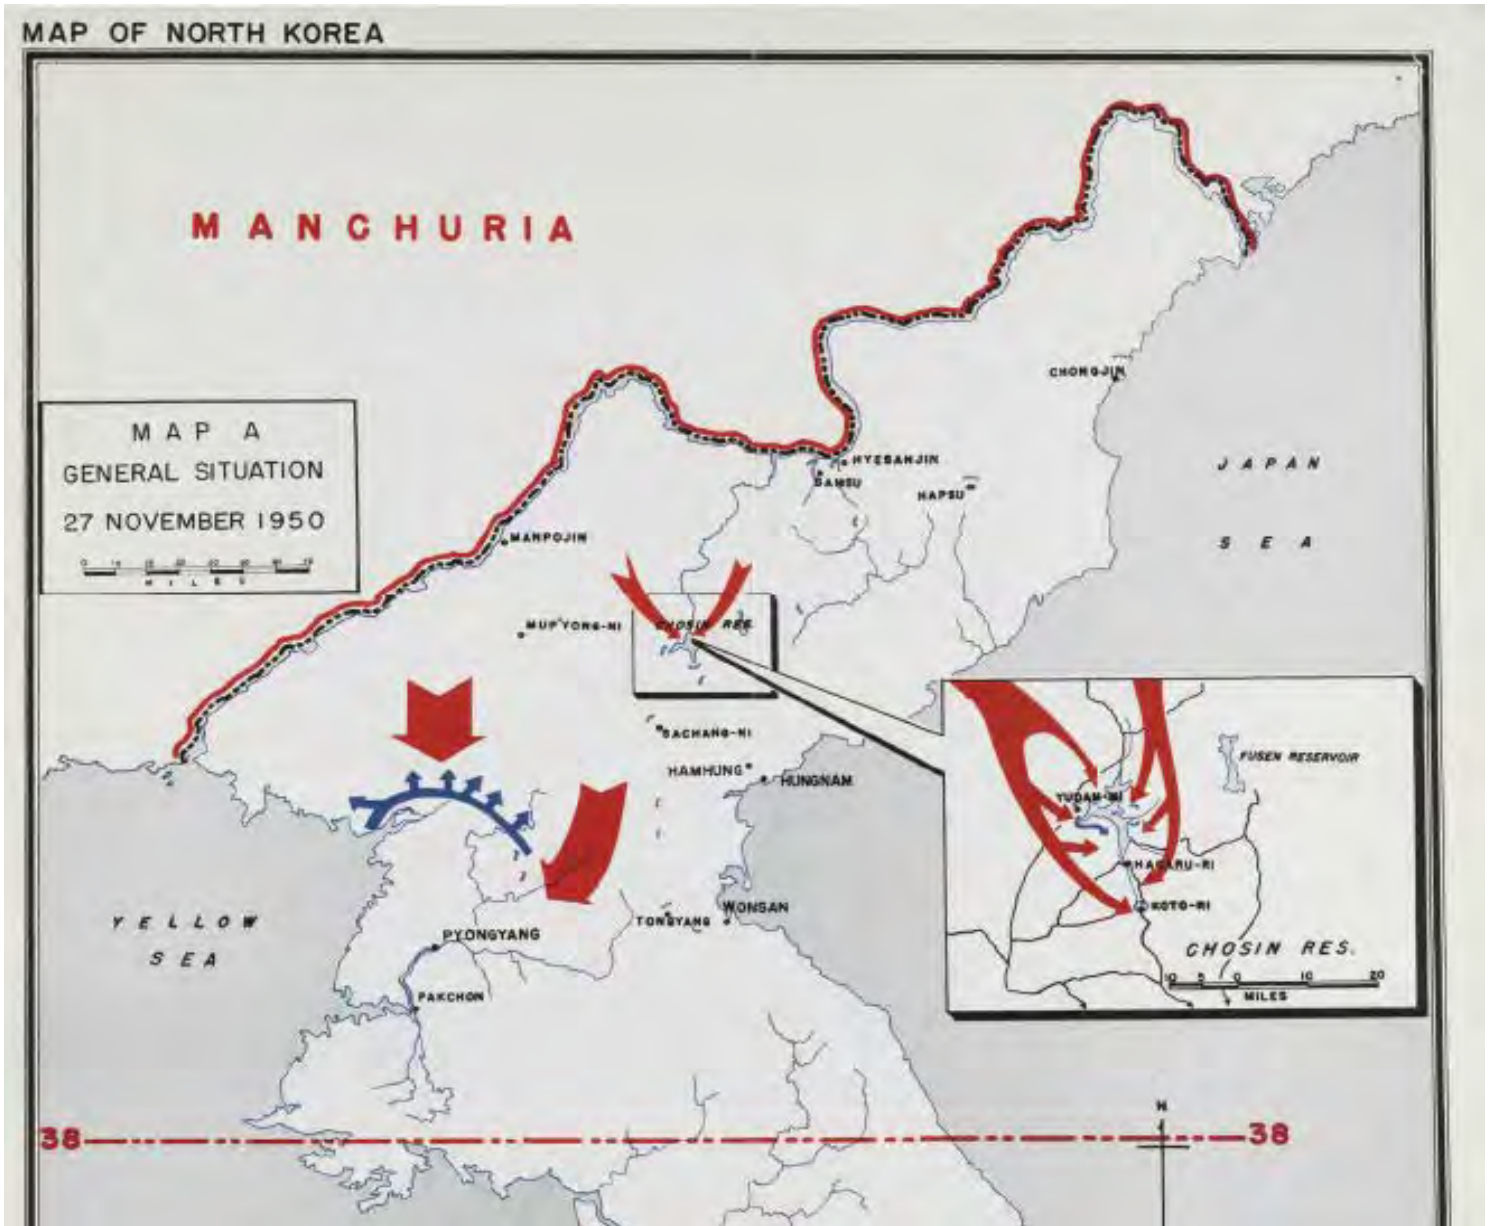 MAP OF NORTH KOREA
MANCHURIA
MAP A
GENERAL SITUATION
27 NOVEMBER 1950
MILES
CHONGJIN
JAPAN
SEA
HYESANJIN
SAMSU
HAPSU
MANPOJIN
MUP'YONG-NI
CHOSIN RES.
SACHANG-NI
HAMHUNG
HUNGNAM
FUSEN RESERVOIR
YUDAM-NI
HAGARU-RI
KOTO-RI
CHOSIN RES.
10 5 0 10 20
MILES
YELLOW
SEA
TONGYANG
WONSAN
PYONGYANG
PAKCHON
N
38
38